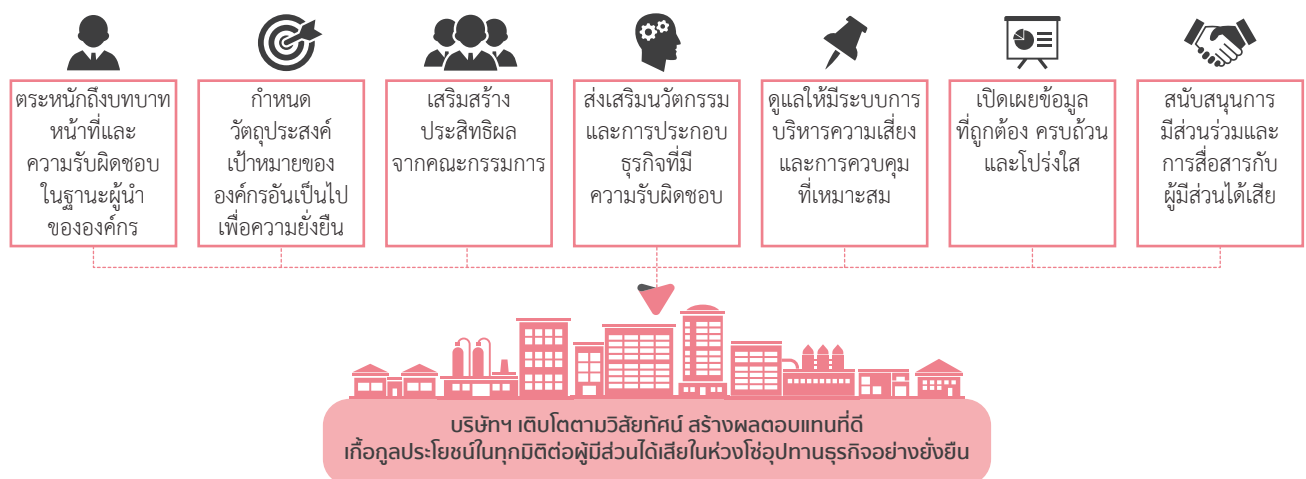 ตระหนักถึงบทบาท
หน้าที่และ
ความรับผิดชอบ
ในฐานะผู้นำ
ขององค์กร
กำหนด
วัตถุประสงค์
เป้าหมายของ
องค์กรอันเป็นไป
เพื่อความยั่งยืน
เสริมสร้าง
ประสิทธิผล
จากคณะกรรมการ
ส่งเสริมนวัตกรรม
และการประกอบ
ธุรกิจที่มี
ความรับผิดชอบ
ดูแลให้มีระบบการ
บริหารความเสี่ยง
และการควบคุม
ที่เหมาะสม
เปิดเผยข้อมูล
ที่ถูกต้อง ครบถ้วน
และโปร่งใส
สนับสนุนการ
มีส่วนร่วมและ
การสื่อสารกับ
ผู้มีส่วนได้เสีย
บริษัทฯ เติบโตตามวิสัยทัศน์ สร้างผลตอบแทนที่ดี
เกื้อกูลประโยชน์ในทุกมิติต่อผู้มีส่วนได้เสียในห่วงโซ่อุปทานธุรกิจอย่างยั่งยืน